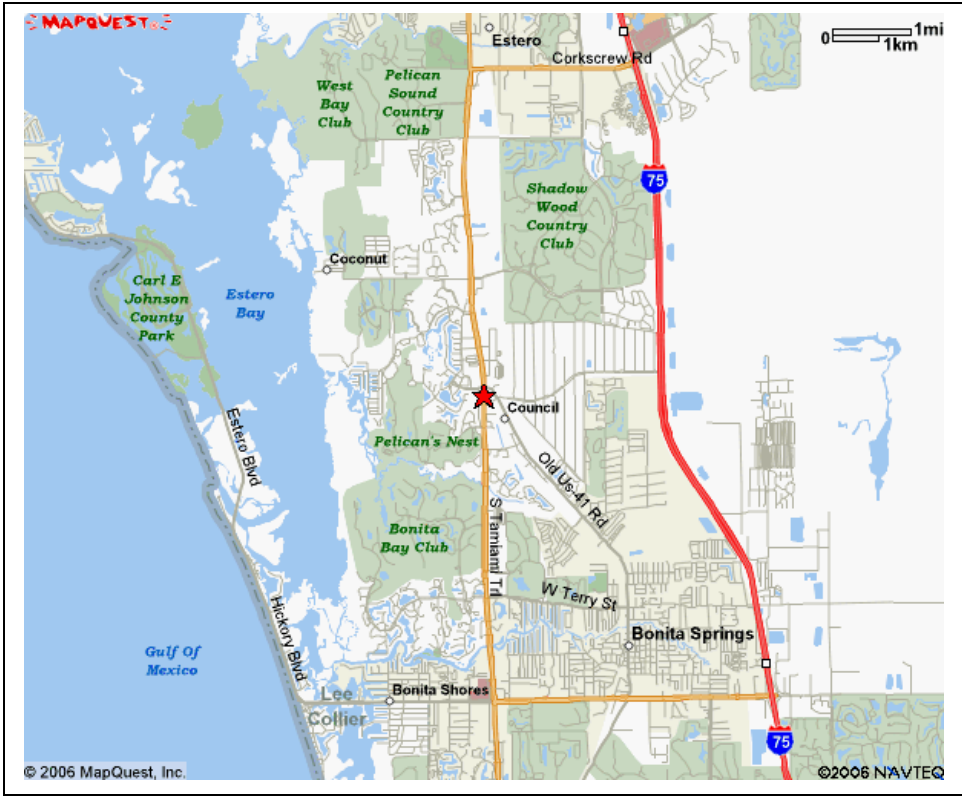 MAPQUEST
Estero
0 1mi
1km
Corkscrew Rd
West
Bay
Club
Pelican
Sound
Country
Club
75
Shadow
Wood
Country
Club
Coconut
Carl E
Johnson
County
Park
Estero
Bay
Council
Estero Blvd
Pelican's Nest
Old Us-41 Rd
S Tamiami Trl
Bonita
Bay Club
W Terry St
Hickory Blvd
Bonita Springs
Gulf Of
Mexico
Lee
Collier
Bonita Shores
75
© 2006 MapQuest, Inc.
©2006 NAVTEQ